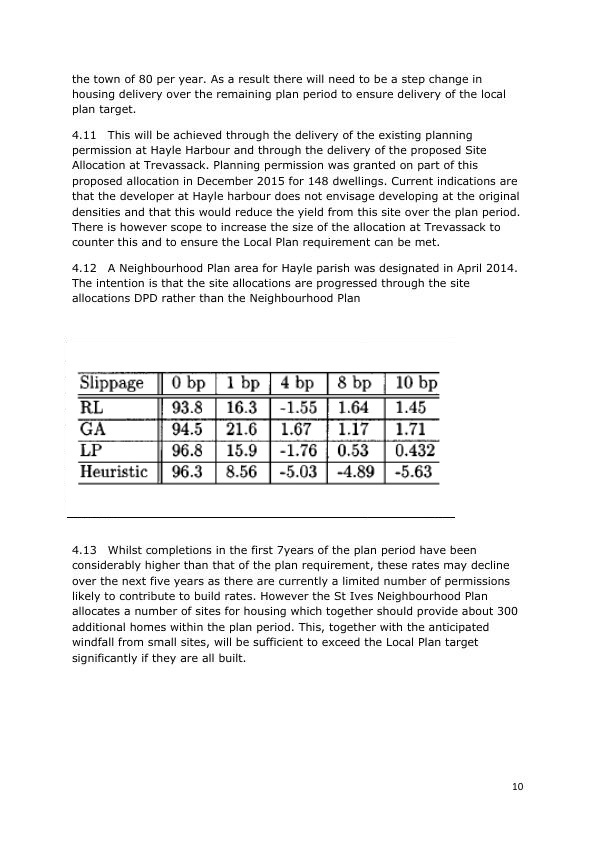 the town of 80 per year. As a result there will need to be a step change in
housing delivery over the remaining plan period to ensure delivery of the local
plan target.
4.11 This will be achieved through the delivery of the existing planning
permission at Hayle Harbour and through the delivery of the proposed Site
Allocation at Trevassack. Planning permission was granted on part of this
proposed allocation in December 2015 for 148 dwellings. Current indications are
that the developer at Hayle harbour does not envisage developing at the original
densities and that this would reduce the yield from this site over the plan period.
There is however scope to increase the size of the allocation at Trevassack to
counter this and to ensure the Local Plan requirement can be met.
4.12 A Neighbourhood Plan area for Hayle parish was designated in April 2014.
The intention is that the site allocations are progressed through the site
allocations DPD rather than the Neighbourhood Plan
Slippage 0 bp 1 bp 4 bp 8 bp 10 bp
RL 93.8 16.3 -1.55 1.64 1.45
GA 94.5 21.6 1.67 1.17 1.71
LP 96.8 15.9 -1.76 0.53 0.432
Heuristic 96.3 8.56 -5.03 -4.89 -5.63
4.13 Whilst completions in the first 7years of the plan period have been
considerably higher than that of the plan requirement, these rates may decline
over the next five years as there are currently a limited number of permissions
likely to contribute to build rates. However the St Ives Neighbourhood Plan
allocates a number of sites for housing which together should provide about 300
additional homes within the plan period. This, together with the anticipated
windfall from small sites, will be sufficient to exceed the Local Plan target
significantly if they are all built.
10